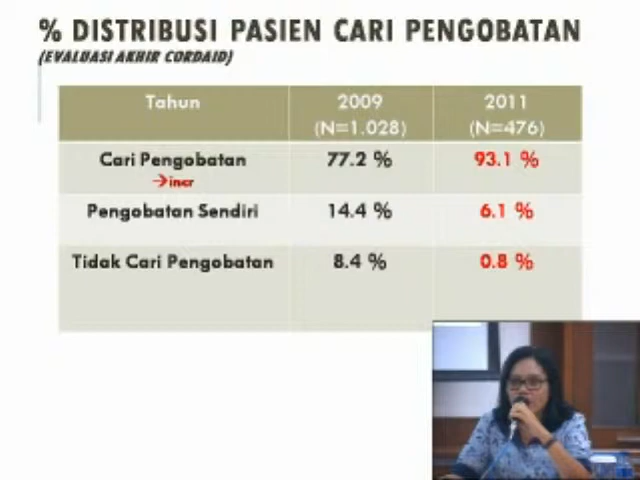 % DISTRIBUSI PASIEN CARI PENGOBATAN
(EVALUASI AKHIR CORDAID)
Tahun 2009 2011
(N=1.028) (N=476)
Cari Pengobatan 77.2 % 93.1 %
→incr
Pengobatan Sendiri 14.4 % 6.1 %
Tidak Cari Pengobatan 8.4 % 0.8 %